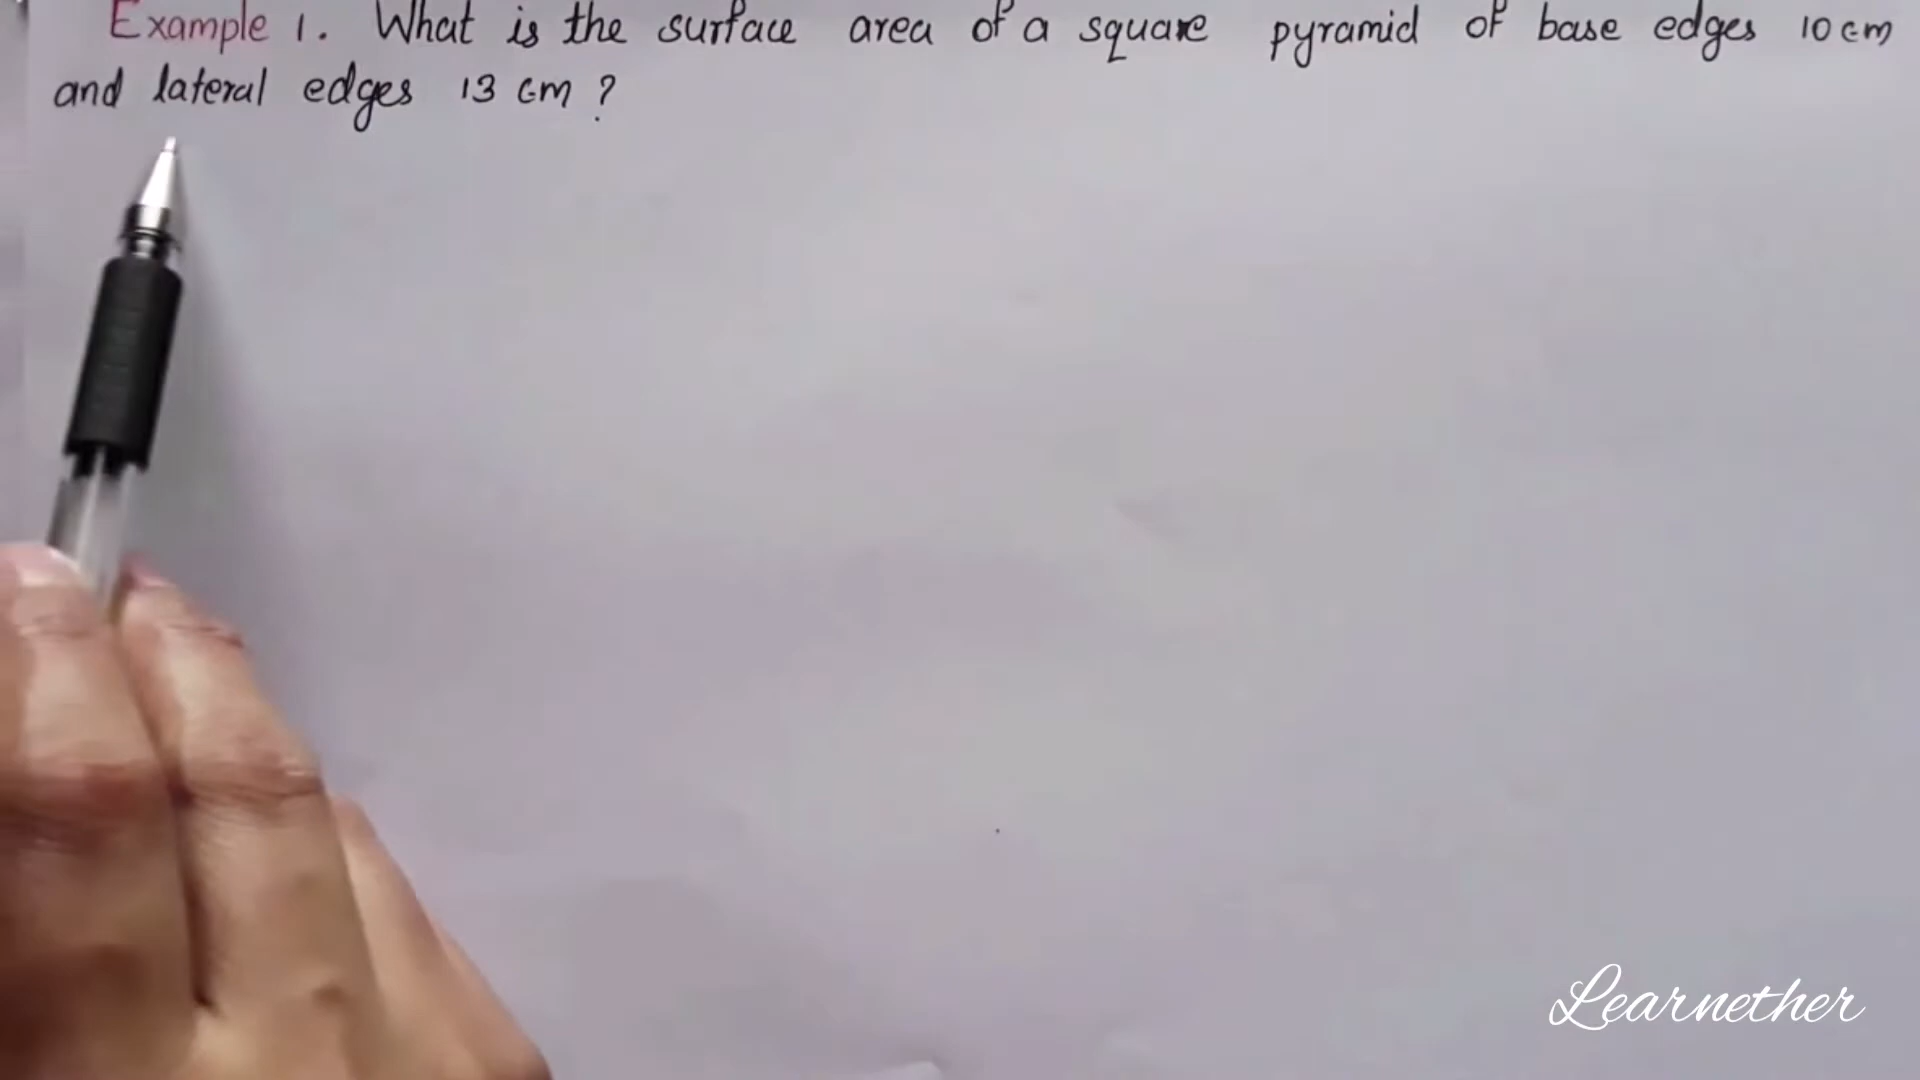 Example 1. What is the surface area of a square pyramid of base edges 10 cm
and lateral edges 13 cm ?
Learnether